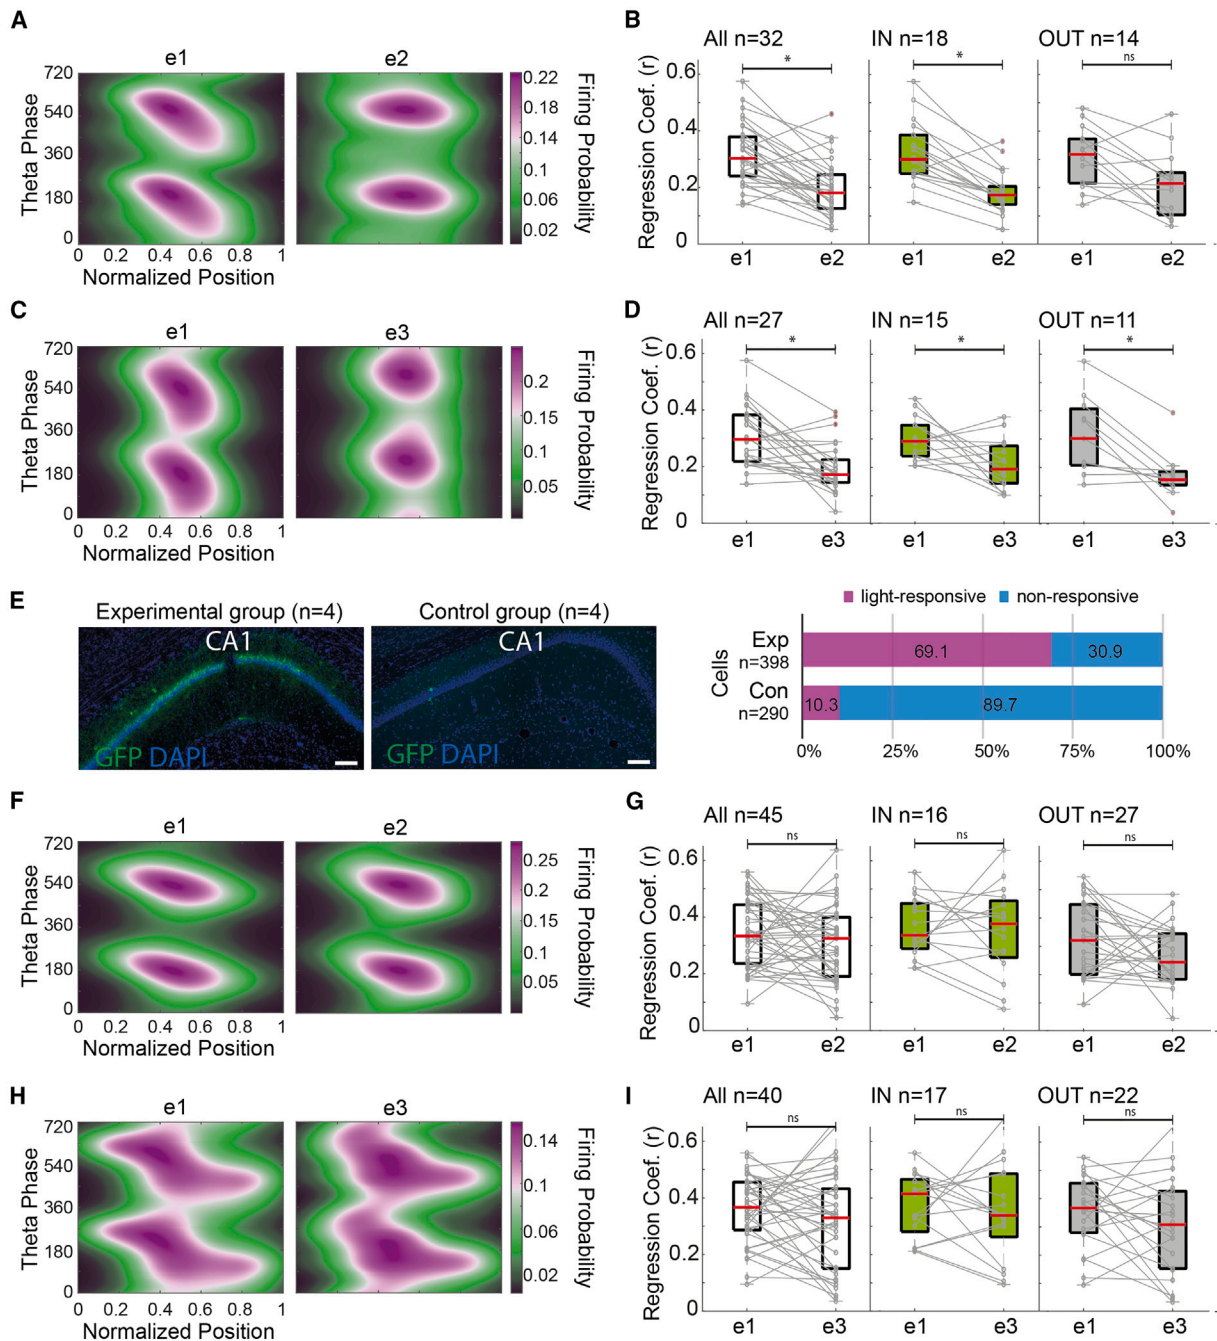 A
e1
e2
720
540
360
180
0
Theta Phase
0 0.2 0.4 0.6 0.8 1
Normalized Position
0.22
0.18
0.14
0.1
0.06
0.02
Firing Probability
B
All n=32
IN n=18
OUT n=14
* * ns
0.6
0.4
0.2
0
Regression Coef. (r)
e1 e2 e1 e2 e1 e2
C
e1
e3
720
540
360
180
0
Theta Phase
0 0.2 0.4 0.6 0.8 1
Normalized Position
0.2
0.15
0.1
0.05
Firing Probability
D
All n=27
IN n=15
OUT n=11
* * *
0.6
0.4
0.2
0
Regression Coef. (r)
e1 e3 e1 e3 e1 e3
E
Experimental group (n=4)
Control group (n=4)
CA1
CA1
GFP DAPI
GFP DAPI
light-responsive non-responsive
Cells
Exp
n=398
69.1 30.9
Con
n=290
10.3 89.7
0% 25% 50% 75% 100%
F
e1
e2
720
540
360
180
0
Theta Phase
0 0.2 0.4 0.6 0.8 1
Normalized Position
0.25
0.2
0.15
0.1
0.05
Firing Probability
G
All n=45
IN n=16
OUT n=27
ns ns ns
0.6
0.4
0.2
0
Regression Coef. (r)
e1 e2 e1 e2 e1 e2
H
e1
e3
720
540
360
180
0
Theta Phase
0 0.2 0.4 0.6 0.8 1
Normalized Position
0.14
0.1
0.06
0.02
Firing Probability
I
All n=40
IN n=17
OUT n=22
ns ns ns
0.6
0.4
0.2
0
Regression Coef. (r)
e1 e3 e1 e3 e1 e3